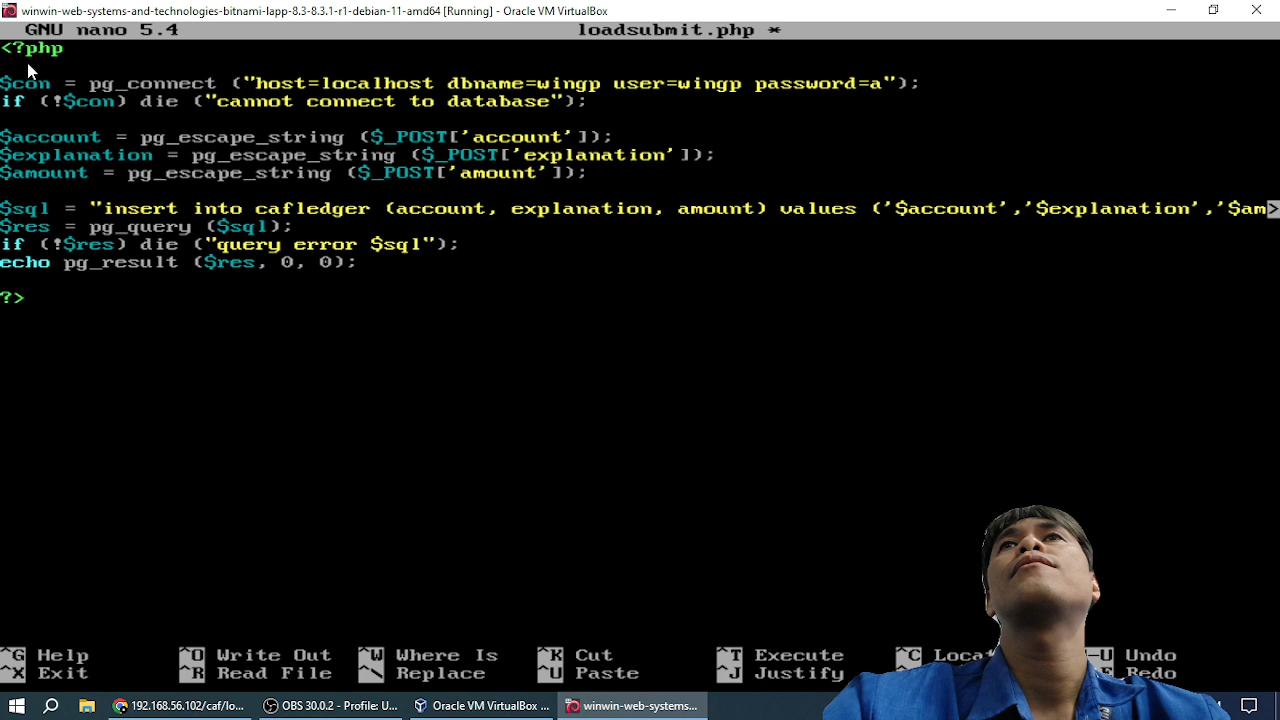 winwin-web-systems-and-technologies-bitnami-lapp-8.3-8.3.1-r1-debian-11-amd64 [Running] - Oracle VM VirtualBox
GNU nano 5.4 loadsubmit.php *
<?php
$con = pg_connect ("host=localhost dbname=wingp user=wingp password=a");
if (!$con) die ("cannot connect to database");
$account = pg_escape_string ($_POST['account']);
$explanation = pg_escape_string ($_POST['explanation']);
$amount = pg_escape_string ($_POST['amount']);
$sql = "insert into cafledger (account, explanation, amount) values ('$account','$explanation','$am>
$res = pg_query ($sql);
if (!$res) die ("query error $sql");
echo pg_result ($res, 0, 0);
?>
^G Help ^O Write Out ^W Where Is ^K Cut ^T Execute ^C Undo
^X Exit ^R Read File ^\ Replace ^U Paste ^J Justify Redo
192.168.56.102/caf/lo... OBS 30.0.2 - Profile: U... Oracle VM VirtualBox ... winwin-web-systems...